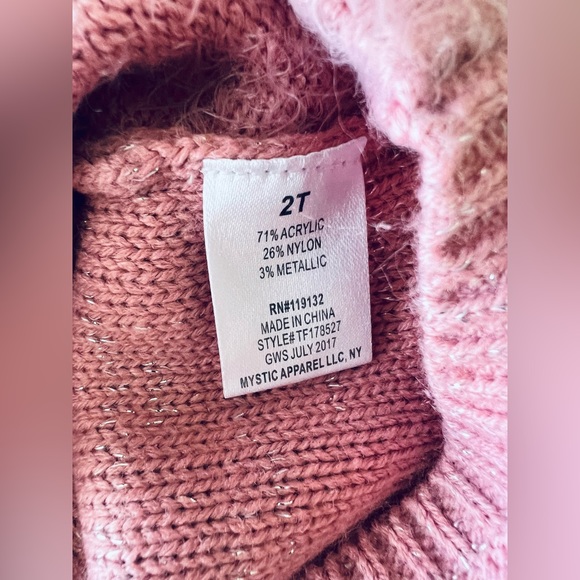 2T
71% ACRYLIC
26% NYLON
3% METALLIC
RN#119132
MADE IN CHINA
STYLE#TF178527
GWS JULY 2017
MYSTIC APPAREL LLC, NY